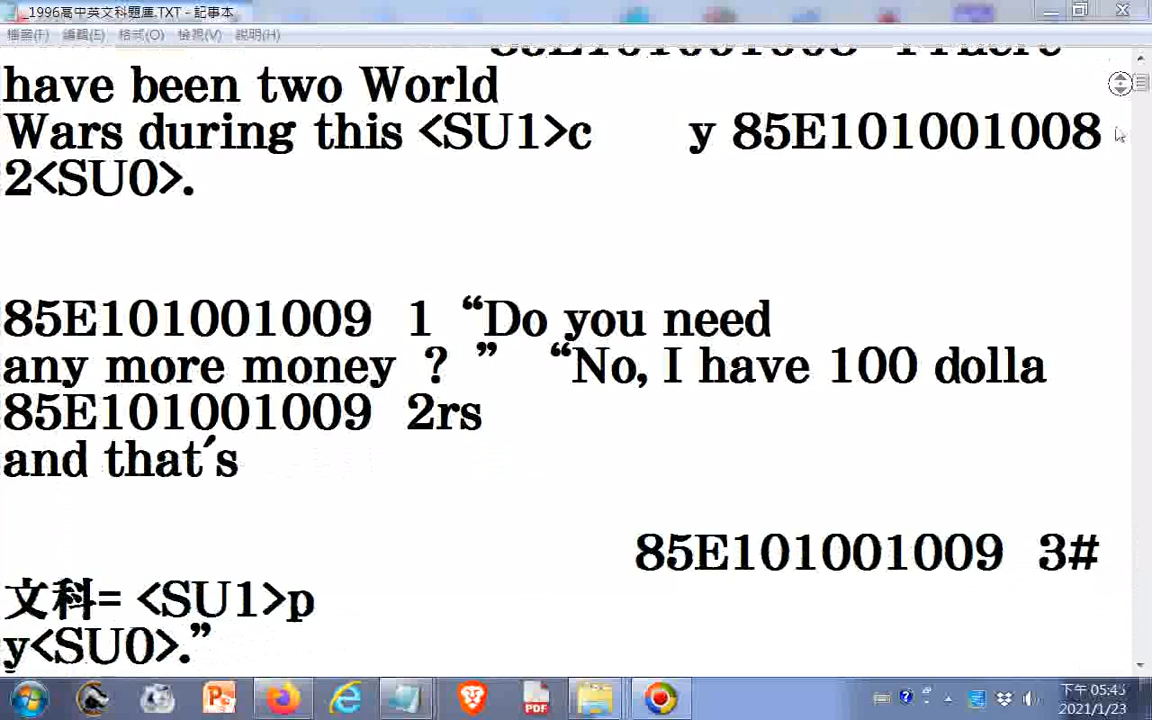 _1996高中英文科題庫.TXT - 記事本
檔案(F) 編輯(E) 格式(O) 檢視(V) 說明(H)
have been two World
Wars during this <SU1>c y 85E101001008
2<SU0>.
85E101001009 1 “Do you need
any more money ? ” “No, I have 100 dolla
85E101001009 2rs
and that's
85E101001009 3#
文科= <SU1>p
y<SU0>.”
PDF
下午 05:45
2021/1/23